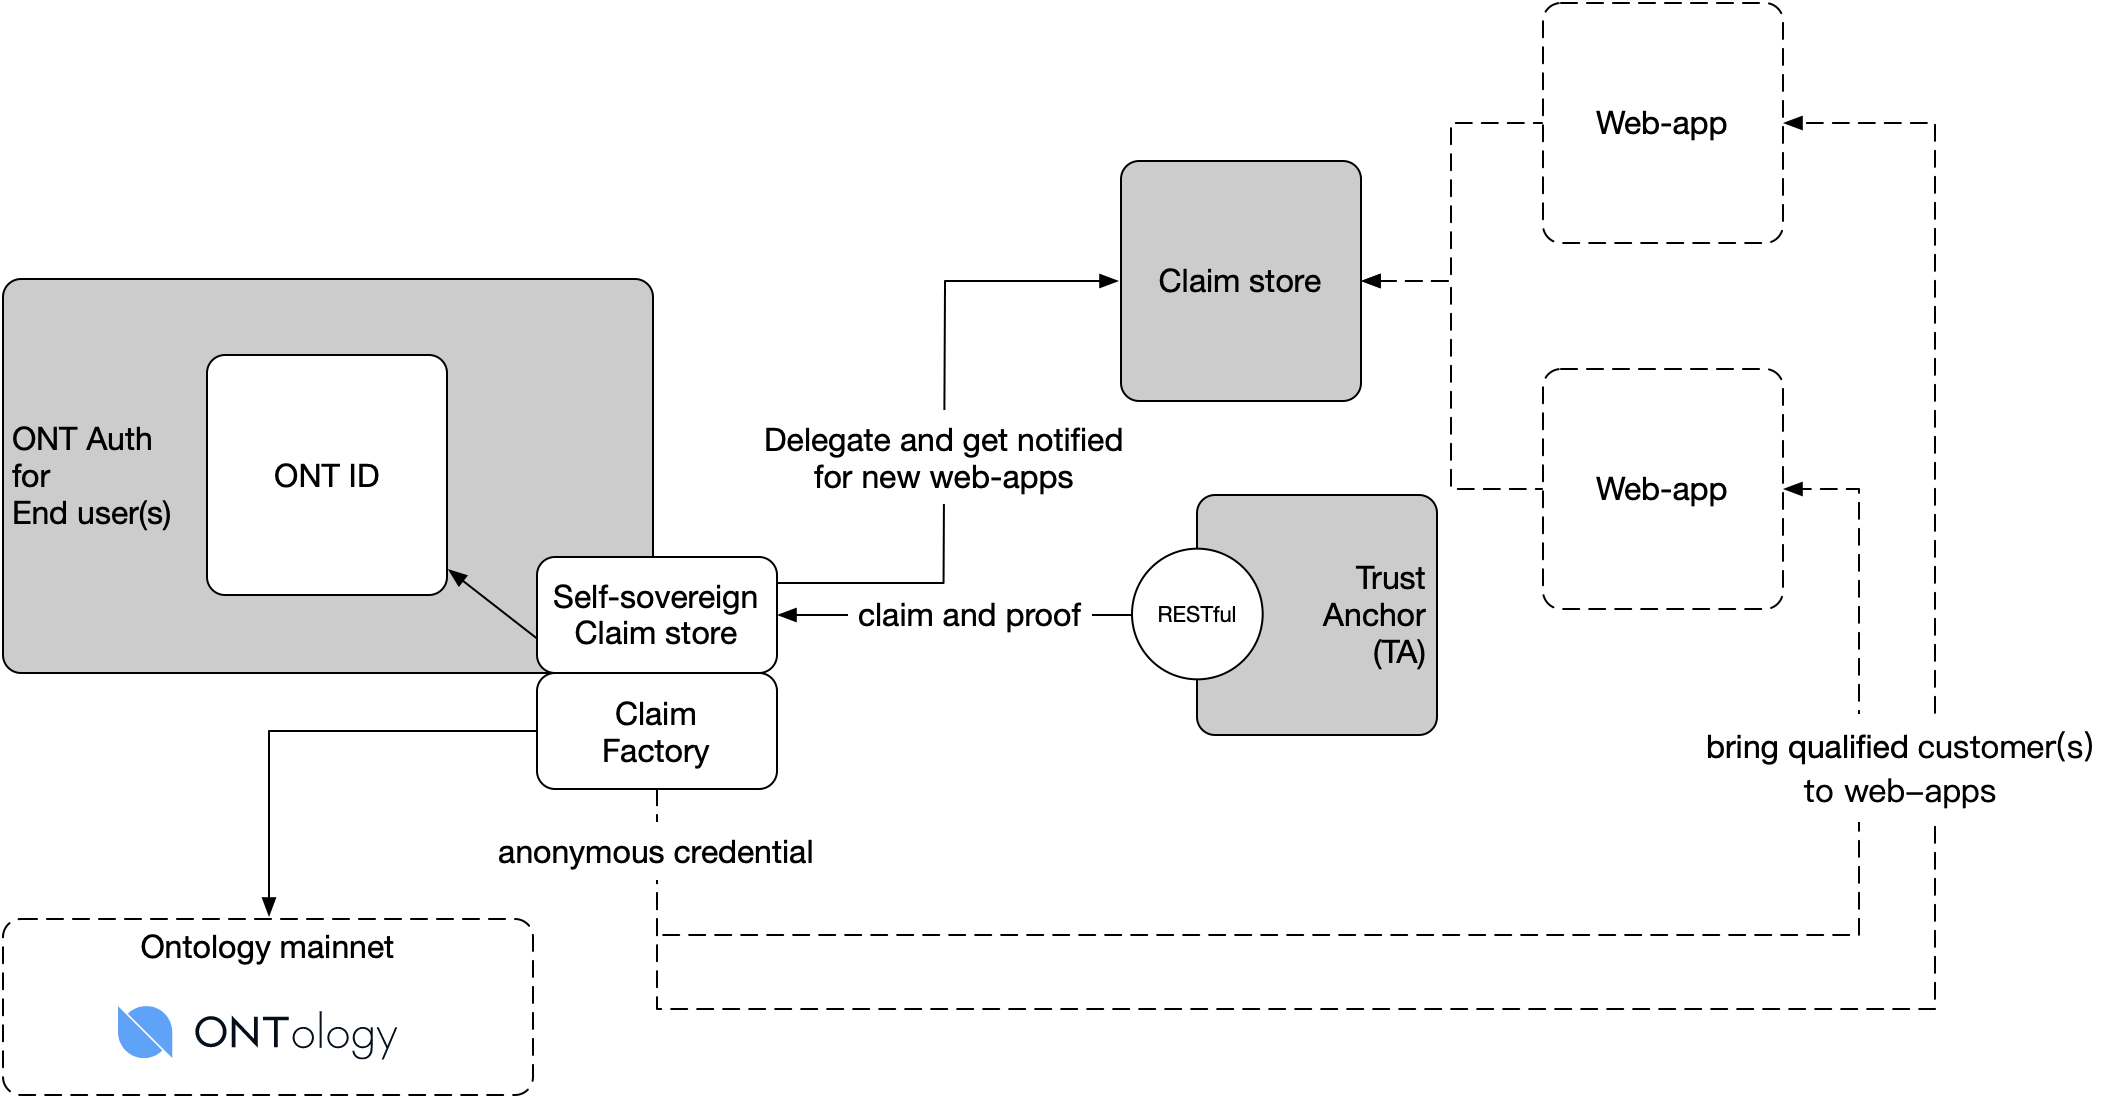 Web-app
Claim store
ONT Auth
for
End user(s)
ONT ID
Delegate and get notified
for new web-apps
Web-app
Self-sovereign
Claim store
claim and proof
RESTful
Trust
Anchor
(TA)
Claim
Factory
bring qualified customer(s)
to web–apps
anonymous credential
Ontology mainnet
ONTology